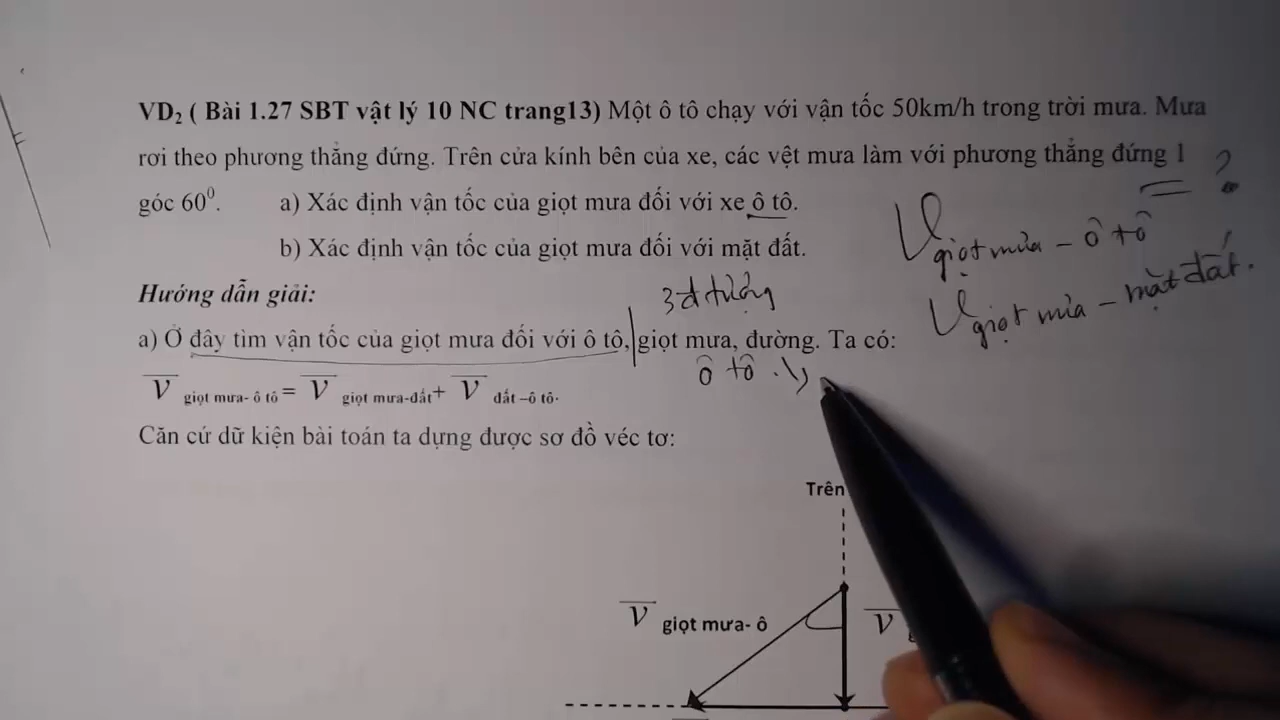 VD2 ( Bài 1.27 SBT vật lý 10 NC trang13) Một ô tô chạy với vận tốc 50km/h trong trời mưa. Mưa
rơi theo phương thẳng đứng. Trên cửa kính bên của xe, các vệt mưa làm với phương thẳng đứng 1
góc 60⁰. a) Xác định vận tốc của giọt mưa đối với xe ô tô.
= ?
V giọt mưa – ô tô
b) Xác định vận tốc của giọt mưa đối với mặt đất.
V giọt mưa – mặt đất.
Hướng dẫn giải:
3 đ tượng
a) Ở đây tìm vận tốc của giọt mưa đối với ô tô, giọt mưa, đường. Ta có:
ô tô
V giọt mưa- ô tô = V giọt mưa-đất + V đất –ô tô.
Căn cứ dữ kiện bài toán ta dựng được sơ đồ véc tơ:
Trên
V giọt mưa- ô
V